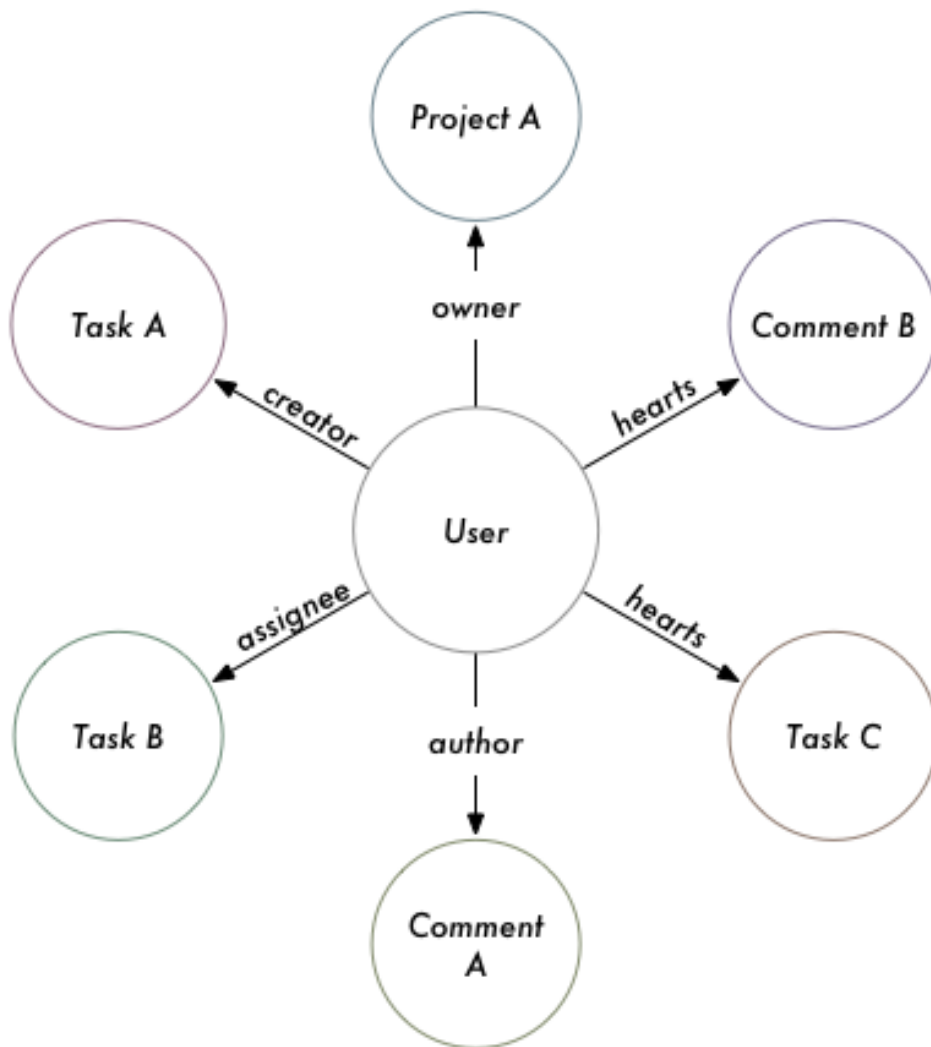 Project A
Task A
Comment B
owner
creator
hearts
User
assignee
hearts
Task B
author
Task C
Comment
A